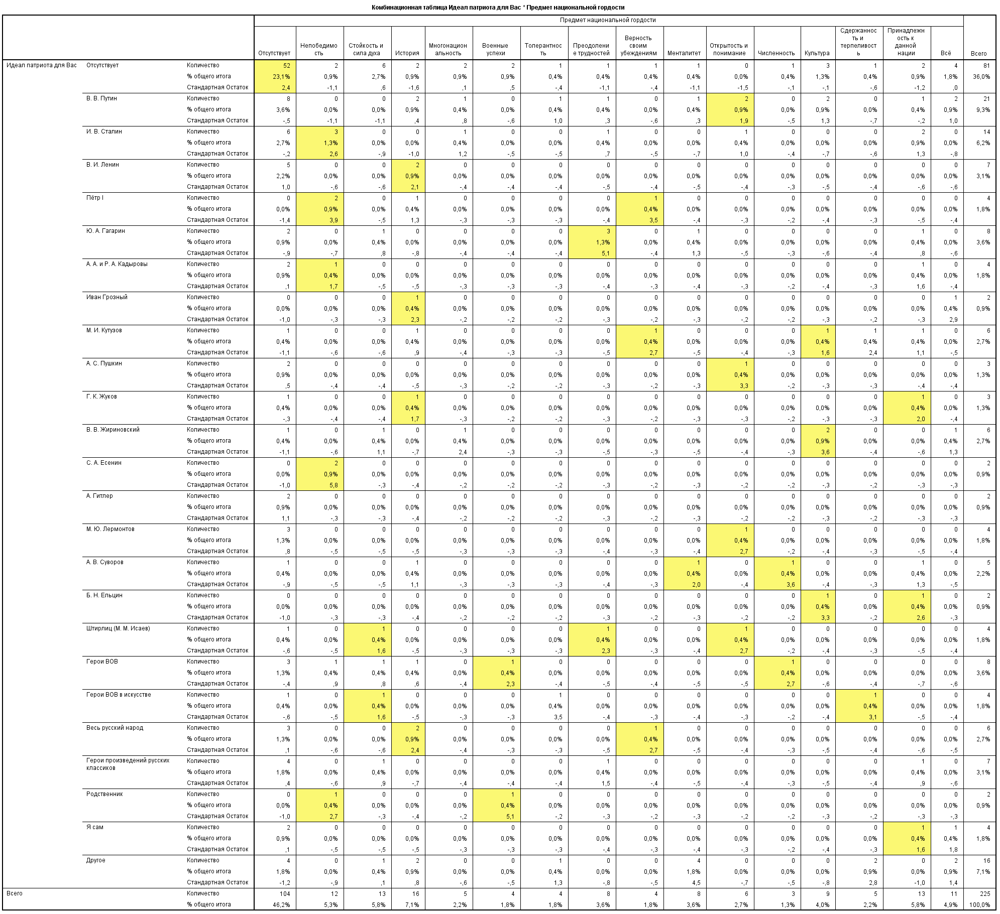 Комбинационная таблица Идеал патриота для Вас * Предмет национальной гордости
Предмет национальной гордости
Отсутствует Непобедимо сть Стойкость и сила духа История Многонацион альность Военные успехи Толерантнос ть Преодолени е трудностей Верность своим убеждениям Менталитет Открытость и понимание Численность Культура Сдержаннос ть и терпеливост ь Принадлежн ость к данной нации Всё Всего
Идеал патриота для Вас Отсутствует Количество 52 2 6 2 2 2 1 1 1 1 0 1 3 1 2 4 81
% общего итога 23,1% 0,9% 2,7% 0,9% 0,9% 0,9% 0,4% 0,4% 0,4% 0,4% 0,0% 0,4% 1,3% 0,4% 0,9% 1,8% 36,0%
Стандартная Остаток 2,4 -1,1 ,6 -1,6 ,1 ,5 -,4 -1,1 -,4 -1,1 -1,5 -,1 -,1 -,6 -1,2 ,0
В. В. Путин Количество 8 0 0 2 1 0 1 1 0 1 2 0 2 0 1 2 21
% общего итога 3,6% 0,0% 0,0% 0,9% 0,4% 0,0% 0,4% 0,4% 0,0% 0,4% 0,9% 0,0% 0,9% 0,0% 0,4% 0,9% 9,3%
Стандартная Остаток -,5 -1,1 -1,1 ,4 ,8 -,6 1,0 ,3 -,6 ,3 1,9 -,5 1,3 -,7 -,2 1,0
И. В. Сталин Количество 6 3 0 0 1 0 0 1 0 0 1 0 0 0 2 0 14
% общего итога 2,7% 1,3% 0,0% 0,0% 0,4% 0,0% 0,0% 0,4% 0,0% 0,0% 0,4% 0,0% 0,0% 0,0% 0,9% 0,0% 6,2%
Стандартная Остаток -,2 2,6 -,9 -1,0 1,2 -,5 -,5 ,7 -,5 -,7 1,0 -,4 -,7 -,6 1,3 -,8
В. И. Ленин Количество 5 0 0 2 0 0 0 0 0 0 0 0 0 0 0 0 7
% общего итога 2,2% 0,0% 0,0% 0,9% 0,0% 0,0% 0,0% 0,0% 0,0% 0,0% 0,0% 0,0% 0,0% 0,0% 0,0% 0,0% 3,1%
Стандартная Остаток 1,0 -,6 -,6 2,1 -,4 -,4 -,4 -,5 -,4 -,5 -,4 -,3 -,5 -,4 -,6 -,6
Пётр I Количество 0 2 0 1 0 0 0 0 1 0 0 0 0 0 0 0 4
% общего итога 0,0% 0,9% 0,0% 0,4% 0,0% 0,0% 0,0% 0,0% 0,4% 0,0% 0,0% 0,0% 0,0% 0,0% 0,0% 0,0% 1,8%
Стандартная Остаток -1,4 3,9 -,5 1,3 -,3 -,3 -,3 -,4 3,5 -,4 -,3 -,2 -,4 -,3 -,5 -,4
Ю. А. Гагарин Количество 2 0 1 0 0 0 0 3 0 1 0 0 0 0 1 0 8
% общего итога 0,9% 0,0% 0,4% 0,0% 0,0% 0,0% 0,0% 1,3% 0,0% 0,4% 0,0% 0,0% 0,0% 0,0% 0,4% 0,0% 3,6%
Стандартная Остаток -,9 -,7 ,8 -,8 -,4 -,4 -,4 5,1 -,4 1,3 -,5 -,3 -,6 -,4 ,8 -,6
А. А. и Р. А. Кадыровы Количество 2 1 0 0 0 0 0 0 0 0 0 0 0 0 1 0 4
% общего итога 0,9% 0,4% 0,0% 0,0% 0,0% 0,0% 0,0% 0,0% 0,0% 0,0% 0,0% 0,0% 0,0% 0,0% 0,4% 0,0% 1,8%
Стандартная Остаток ,1 1,7 -,5 -,5 -,3 -,3 -,3 -,4 -,3 -,4 -,3 -,2 -,4 -,3 1,6 -,4
Иван Грозный Количество 0 0 0 1 0 0 0 0 0 0 0 0 0 0 0 1 2
% общего итога 0,0% 0,0% 0,0% 0,4% 0,0% 0,0% 0,0% 0,0% 0,0% 0,0% 0,0% 0,0% 0,0% 0,0% 0,0% 0,4% 0,9%
Стандартная Остаток -1,0 -,3 -,3 2,3 -,2 -,2 -,2 -,3 -,2 -,3 -,2 -,2 -,3 -,2 -,3 2,9
М. И. Кутузов Количество 1 0 0 1 0 0 0 0 1 0 0 0 1 1 1 0 6
% общего итога 0,4% 0,0% 0,0% 0,4% 0,0% 0,0% 0,0% 0,0% 0,4% 0,0% 0,0% 0,0% 0,4% 0,4% 0,4% 0,0% 2,7%
Стандартная Остаток -1,1 -,6 -,6 ,9 -,4 -,3 -,3 -,5 2,7 -,5 -,4 -,3 1,6 2,4 1,1 -,5
А. С. Пушкин Количество 2 0 0 0 0 0 0 0 0 0 1 0 0 0 0 0 3
% общего итога 0,9% 0,0% 0,0% 0,0% 0,0% 0,0% 0,0% 0,0% 0,0% 0,0% 0,4% 0,0% 0,0% 0,0% 0,0% 0,0% 1,3%
Стандартная Остаток ,5 -,4 -,4 -,5 -,3 -,2 -,2 -,3 -,2 -,3 3,3 -,2 -,3 -,3 -,4 -,4
Г. К. Жуков Количество 1 0 0 1 0 0 0 0 0 0 0 0 0 0 1 0 3
% общего итога 0,4% 0,0% 0,0% 0,4% 0,0% 0,0% 0,0% 0,0% 0,0% 0,0% 0,0% 0,0% 0,0% 0,0% 0,4% 0,0% 1,3%
Стандартная Остаток -,3 -,4 -,4 1,7 -,3 -,2 -,2 -,3 -,2 -,3 -,3 -,2 -,3 -,3 2,0 -,4
В. В. Жириновский Количество 1 0 1 0 1 0 0 0 0 0 0 0 2 0 0 1 6
% общего итога 0,4% 0,0% 0,4% 0,0% 0,4% 0,0% 0,0% 0,0% 0,0% 0,0% 0,0% 0,0% 0,9% 0,0% 0,0% 0,4% 2,7%
Стандартная Остаток -1,1 -,6 1,1 -,7 2,4 -,3 -,3 -,5 -,3 -,5 -,4 -,3 3,6 -,4 -,6 1,3
С. А. Есенин Количество 0 2 0 0 0 0 0 0 0 0 0 0 0 0 0 0 2
% общего итога 0,0% 0,9% 0,0% 0,0% 0,0% 0,0% 0,0% 0,0% 0,0% 0,0% 0,0% 0,0% 0,0% 0,0% 0,0% 0,0% 0,9%
Стандартная Остаток -1,0 5,8 -,3 -,4 -,2 -,2 -,2 -,3 -,2 -,3 -,2 -,2 -,3 -,2 -,3 -,3
А. Гитлер Количество 2 0 0 0 0 0 0 0 0 0 0 0 0 0 0 0 2
% общего итога 0,9% 0,0% 0,0% 0,0% 0,0% 0,0% 0,0% 0,0% 0,0% 0,0% 0,0% 0,0% 0,0% 0,0% 0,0% 0,0% 0,9%
Стандартная Остаток 1,1 -,3 -,3 -,4 -,2 -,2 -,2 -,3 -,2 -,3 -,2 -,2 -,3 -,2 -,3 -,3
М. Ю. Лермонтов Количество 3 0 0 0 0 0 0 0 0 0 1 0 0 0 0 0 4
% общего итога 1,3% 0,0% 0,0% 0,0% 0,0% 0,0% 0,0% 0,0% 0,0% 0,0% 0,4% 0,0% 0,0% 0,0% 0,0% 0,0% 1,8%
Стандартная Остаток ,8 -,5 -,5 -,5 -,3 -,3 -,3 -,4 -,3 -,4 2,7 -,2 -,4 -,3 -,5 -,4
А. В. Суворов Количество 1 0 0 1 0 0 0 0 0 1 0 1 0 0 1 0 5
% общего итога 0,4% 0,0% 0,0% 0,4% 0,0% 0,0% 0,0% 0,0% 0,0% 0,4% 0,0% 0,4% 0,0% 0,0% 0,4% 0,0% 2,2%
Стандартная Остаток -,9 -,5 -,5 1,1 -,3 -,3 -,3 -,4 -,3 2,0 -,4 3,6 -,4 -,3 1,3 -,5
Б. Н. Ельцин Количество 0 0 0 0 0 0 0 0 0 0 0 0 1 0 1 0 2
% общего итога 0,0% 0,0% 0,0% 0,0% 0,0% 0,0% 0,0% 0,0% 0,0% 0,0% 0,0% 0,0% 0,4% 0,0% 0,4% 0,0% 0,9%
Стандартная Остаток -1,0 -,3 -,3 -,4 -,2 -,2 -,2 -,3 -,2 -,3 -,2 -,2 3,3 -,2 2,6 -,3
Штирлиц (М. М. Исаев) Количество 1 0 1 0 0 0 0 1 0 0 1 0 0 0 0 0 4
% общего итога 0,4% 0,0% 0,4% 0,0% 0,0% 0,0% 0,0% 0,4% 0,0% 0,0% 0,4% 0,0% 0,0% 0,0% 0,0% 0,0% 1,8%
Стандартная Остаток -,6 -,5 1,6 -,5 -,3 -,3 -,3 2,3 -,3 -,4 2,7 -,2 -,4 -,3 -,5 -,4
Герои ВОВ Количество 3 1 1 1 0 1 0 0 0 0 0 1 0 0 0 0 8
% общего итога 1,3% 0,4% 0,4% 0,4% 0,0% 0,4% 0,0% 0,0% 0,0% 0,0% 0,0% 0,4% 0,0% 0,0% 0,0% 0,0% 3,6%
Стандартная Остаток -,4 ,9 ,8 ,6 -,4 2,3 -,4 -,5 -,4 -,5 -,5 2,7 -,6 -,4 -,7 -,6
Герои ВОВ в искусстве Количество 1 0 1 0 0 0 1 0 0 0 0 0 0 1 0 0 4
% общего итога 0,4% 0,0% 0,4% 0,0% 0,0% 0,0% 0,4% 0,0% 0,0% 0,0% 0,0% 0,0% 0,0% 0,4% 0,0% 0,0% 1,8%
Стандартная Остаток -,6 -,5 1,6 -,5 -,3 -,3 3,5 -,4 -,3 -,4 -,3 -,2 -,4 3,1 -,5 -,4
Весь русский народ Количество 3 0 0 2 0 0 0 0 1 0 0 0 0 0 0 0 6
% общего итога 1,3% 0,0% 0,0% 0,9% 0,0% 0,0% 0,0% 0,0% 0,4% 0,0% 0,0% 0,0% 0,0% 0,0% 0,0% 0,0% 2,7%
Стандартная Остаток ,1 -,6 -,6 2,4 -,4 -,3 -,3 -,5 2,7 -,5 -,4 -,3 -,5 -,4 -,6 -,5
Герои произведений русских классиков Количество 4 0 1 0 0 0 0 1 0 0 0 0 0 0 1 0 7
% общего итога 1,8% 0,0% 0,4% 0,0% 0,0% 0,0% 0,0% 0,4% 0,0% 0,0% 0,0% 0,0% 0,0% 0,0% 0,4% 0,0% 3,1%
Стандартная Остаток ,4 -,6 ,9 -,7 -,4 -,4 -,4 1,5 -,4 -,5 -,4 -,3 -,5 -,4 ,9 -,6
Родственник Количество 0 1 0 0 0 1 0 0 0 0 0 0 0 0 0 0 2
% общего итога 0,0% 0,4% 0,0% 0,0% 0,0% 0,4% 0,0% 0,0% 0,0% 0,0% 0,0% 0,0% 0,0% 0,0% 0,0% 0,0% 0,9%
Стандартная Остаток -1,0 2,7 -,3 -,4 -,2 5,1 -,2 -,3 -,2 -,3 -,2 -,2 -,3 -,2 -,3 -,3
Я сам Количество 2 0 0 0 0 0 0 0 0 0 0 0 0 0 1 1 4
% общего итога 0,9% 0,0% 0,0% 0,0% 0,0% 0,0% 0,0% 0,0% 0,0% 0,0% 0,0% 0,0% 0,0% 0,0% 0,4% 0,4% 1,8%
Стандартная Остаток ,1 -,5 -,5 -,5 -,3 -,3 -,3 -,4 -,3 -,4 -,3 -,2 -,4 -,3 1,6 1,8
Другое Количество 4 0 1 2 0 0 1 0 0 4 0 0 0 2 0 2 16
% общего итога 1,8% 0,0% 0,4% 0,9% 0,0% 0,0% 0,4% 0,0% 0,0% 1,8% 0,0% 0,0% 0,0% 0,9% 0,0% 0,9% 7,1%
Стандартная Остаток -1,2 -,9 ,1 ,8 -,6 -,5 1,3 -,8 -,5 4,5 -,7 -,5 -,8 2,8 -1,0 1,4
Всего Количество 104 12 13 16 5 4 4 8 4 8 6 3 9 5 13 11 225
% общего итога 46,2% 5,3% 5,8% 7,1% 2,2% 1,8% 1,8% 3,6% 1,8% 3,6% 2,7% 1,3% 4,0% 2,2% 5,8% 4,9% 100,0%